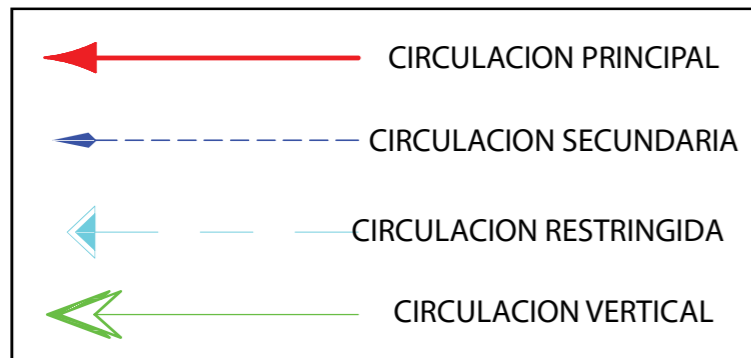 CIRCULACION PRINCIPAL
CIRCULACION SECUNDARIA
CIRCULACION RESTRINGIDA
CIRCULACION VERTICAL